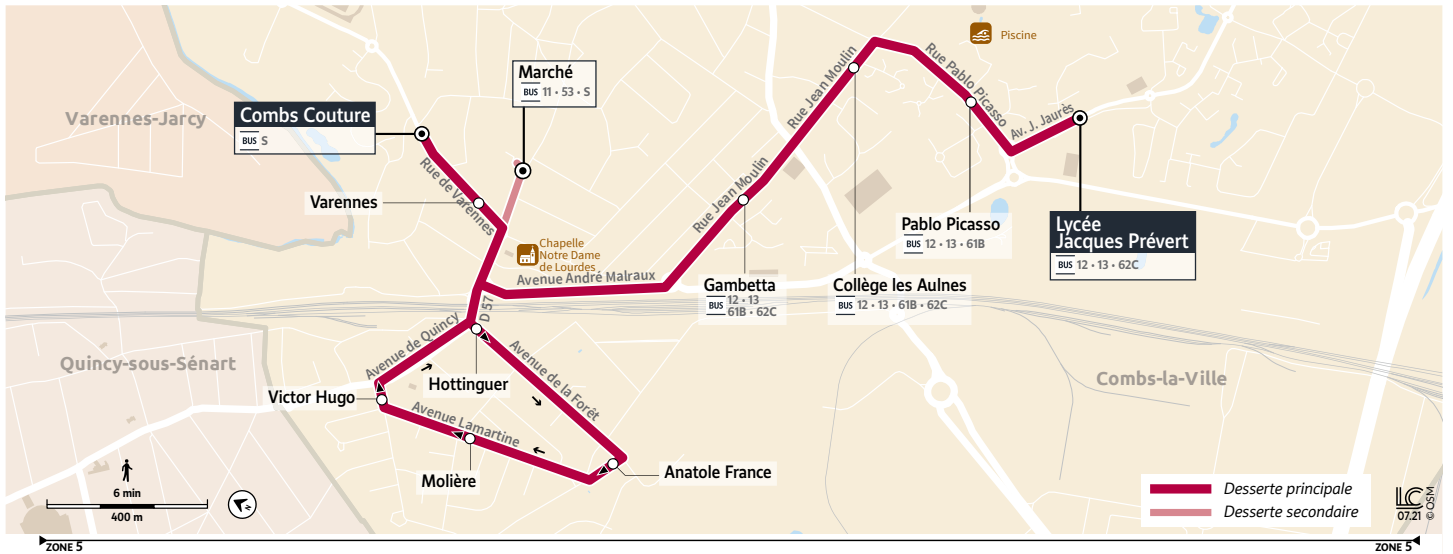 Piscine
Marché
BUS 11 • 53 • S
Combs Couture
BUS S
Varennes-Jarcy
Rue Jean Moulin
Rue Pablo Picasso
Av. J. Jaurès
Rue de Varennes
Varennes
Rue Jean Moulin
Pablo Picasso
BUS 12 • 13 • 61B
Lycée
Jacques Prévert
BUS 12 • 13 • 62C
Chapelle
Notre Dame
de Lourdes
Avenue André Malraux
Gambetta
BUS 12 • 13
61B • 62C
Collège les Aulnes
BUS 12 • 13 • 61B • 62C
D 57
Avenue de Quincy
Quincy-sous-Sénart
Hottinguer
Avenue de la Forêt
Combs-la-Ville
Victor Hugo
Avenue Lamartine
Molière
Anatole France
6 min
400 m
N
Desserte principale
Desserte secondaire
LC
07.21
© OSM
ZONE 5
ZONE 5